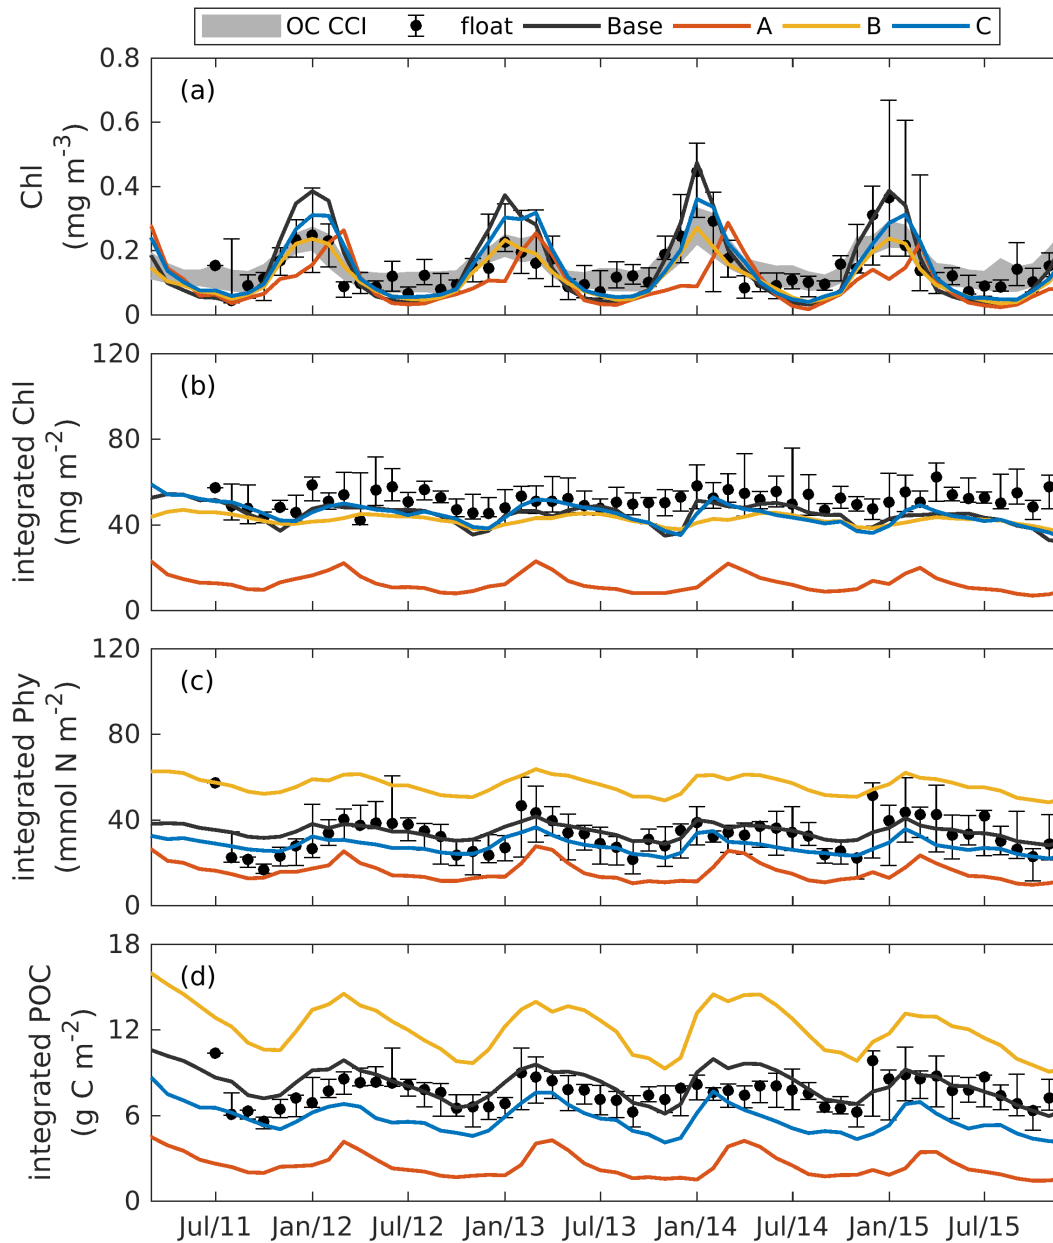 OC CCI float Base A B C
(a)
0.8
0.6
0.4
0.2
0
Chl
(mg m⁻³)
(b)
120
80
40
0
integrated Chl
(mg m⁻²)
(c)
120
80
40
0
integrated Phy
(mmol N m⁻²)
(d)
18
12
6
0
integrated POC
(g C m⁻²)
Jul/11 Jan/12 Jul/12 Jan/13 Jul/13 Jan/14 Jul/14 Jan/15 Jul/15